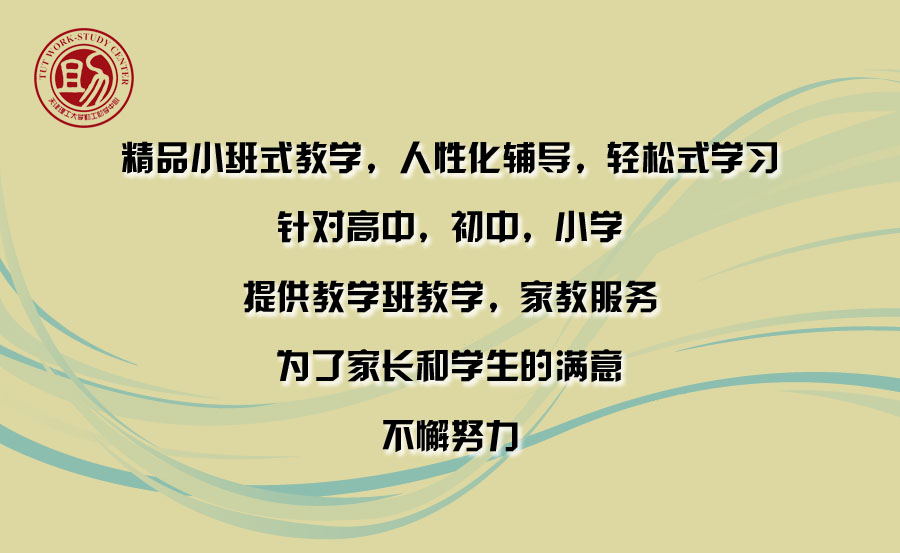 TUT WORK-STUDY CENTER
助
天津理工大学勤工助学中心
精品小班式教学，人性化辅导，轻松式学习
针对高中，初中，小学
提供教学班教学，家教服务
为了家长和学生的满意
不懈努力